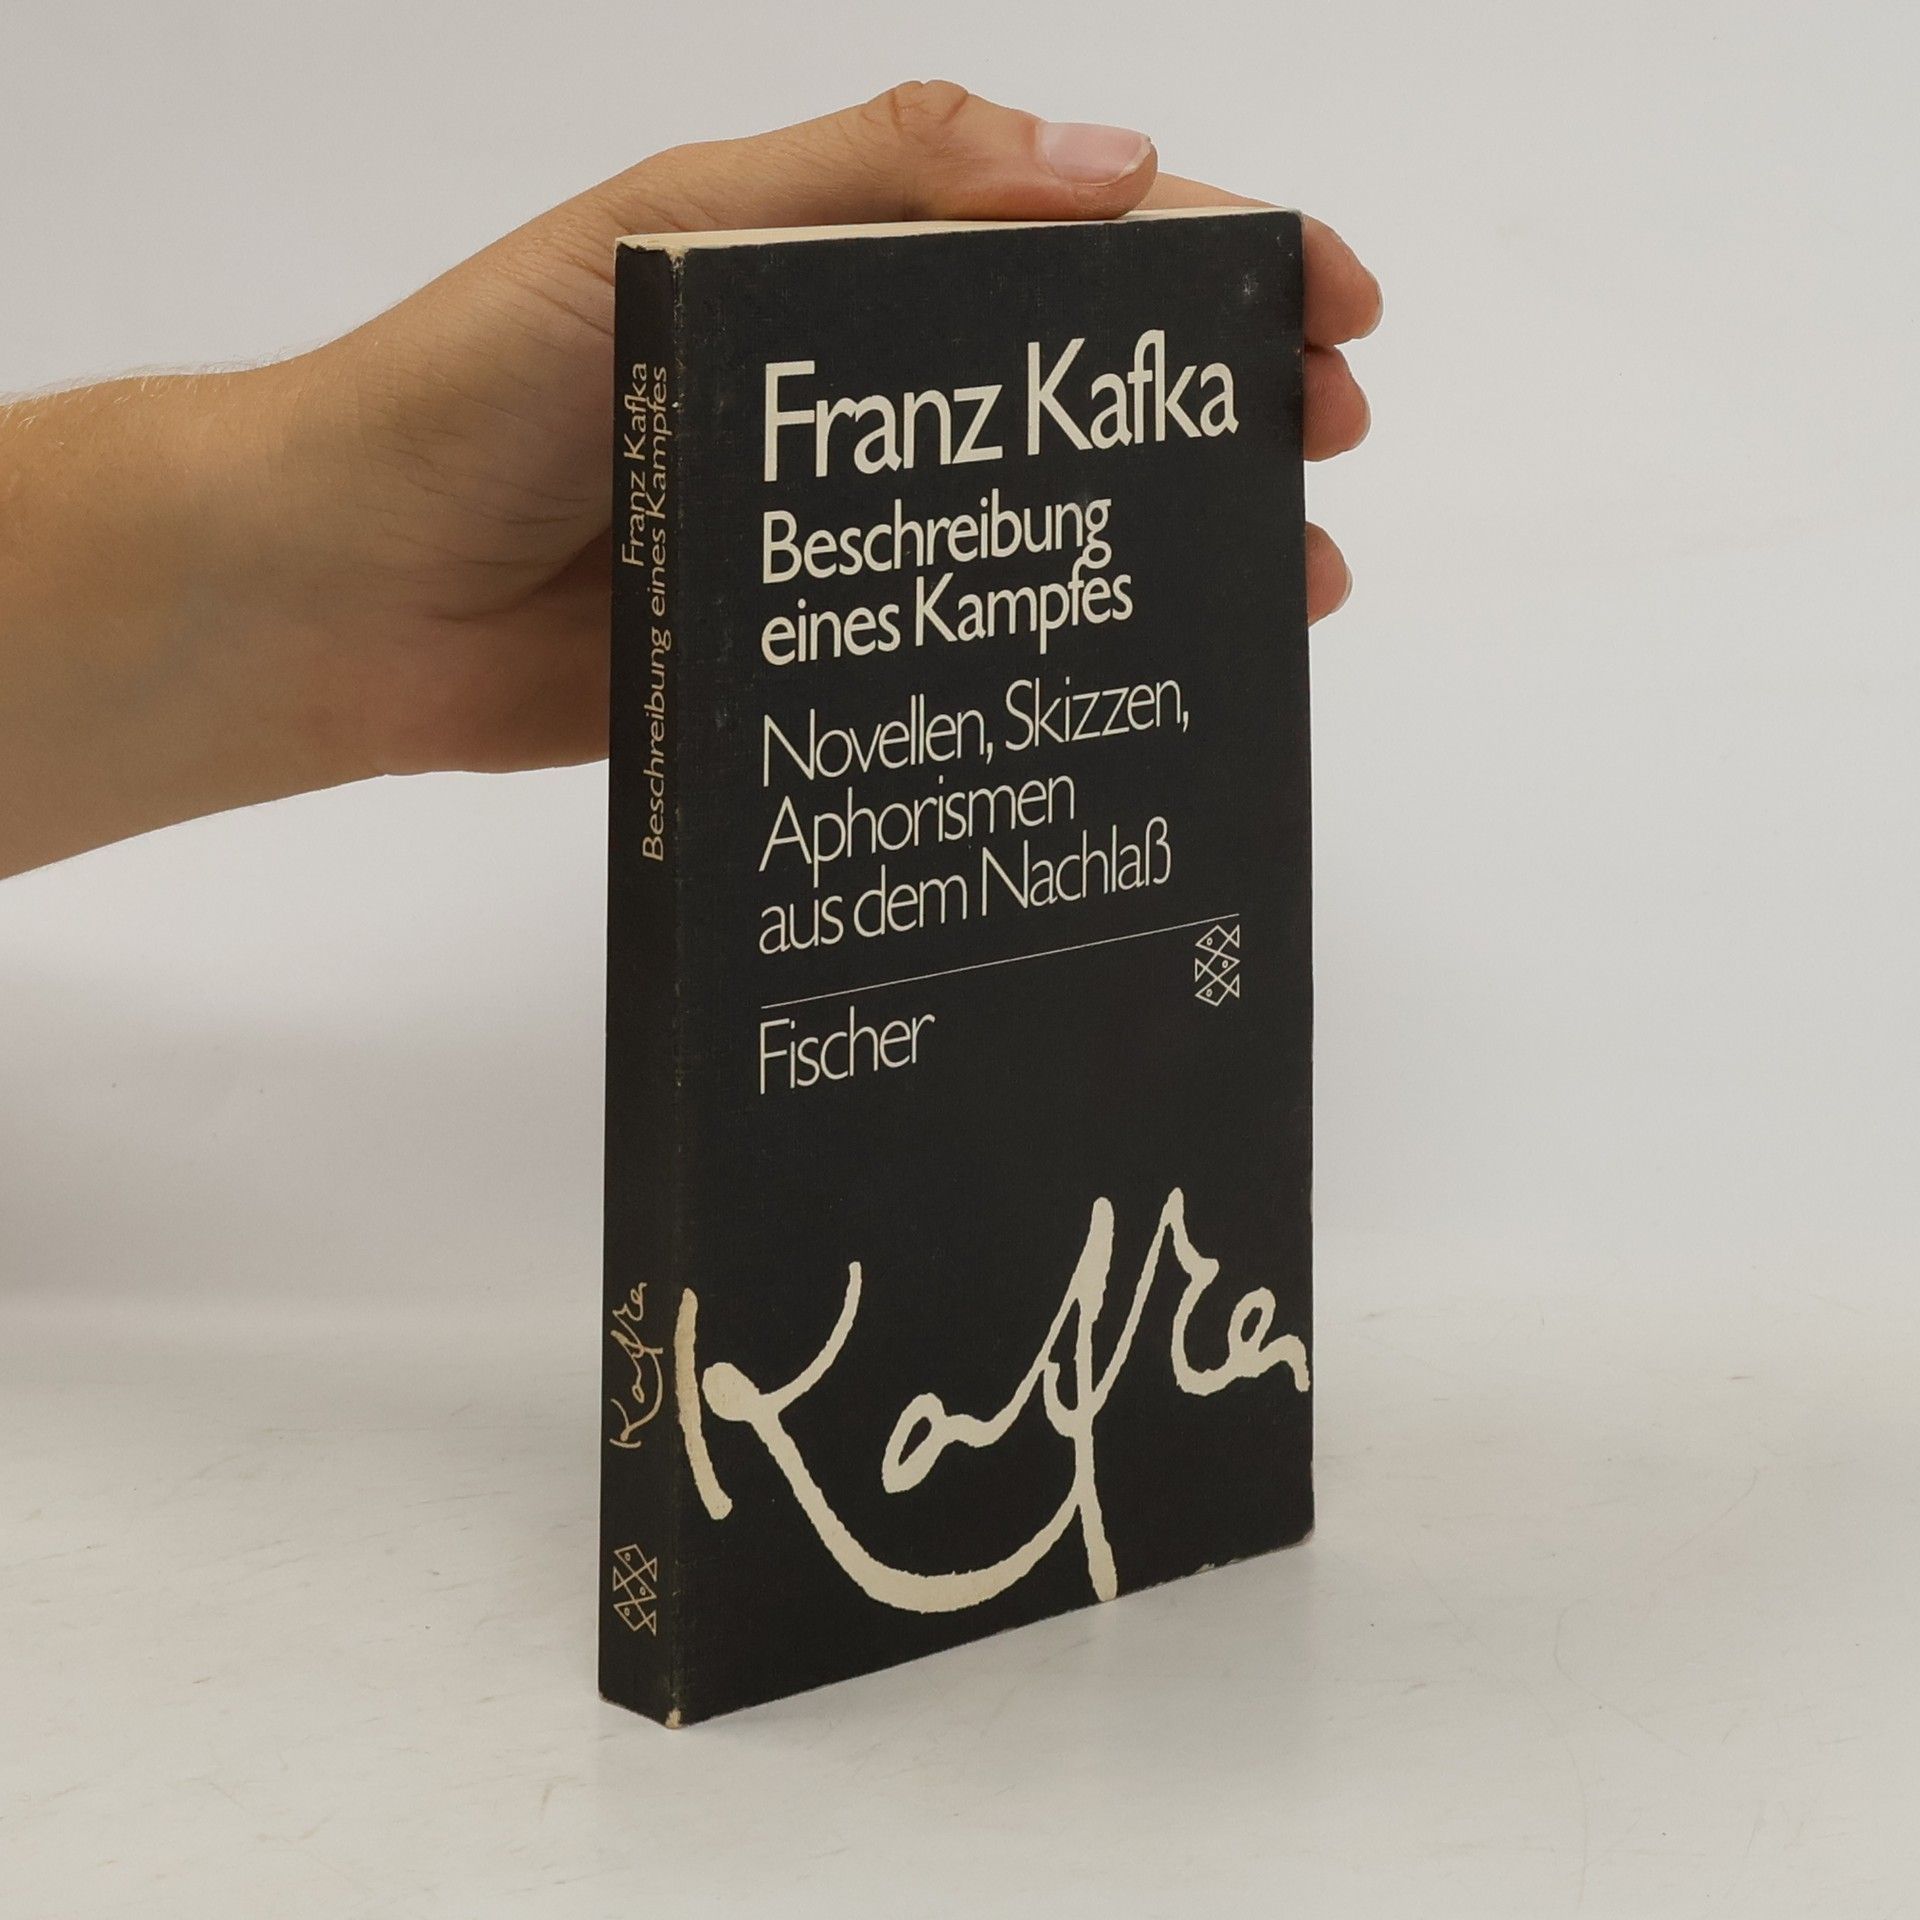 Franz Kafka
Beschreibung eines Kampfes
Kafka
Franz Kafka
Beschreibung
eines Kampfes
Novellen, Skizzen,
Aphorismen
aus dem Nachlaß
Fischer
Kafka